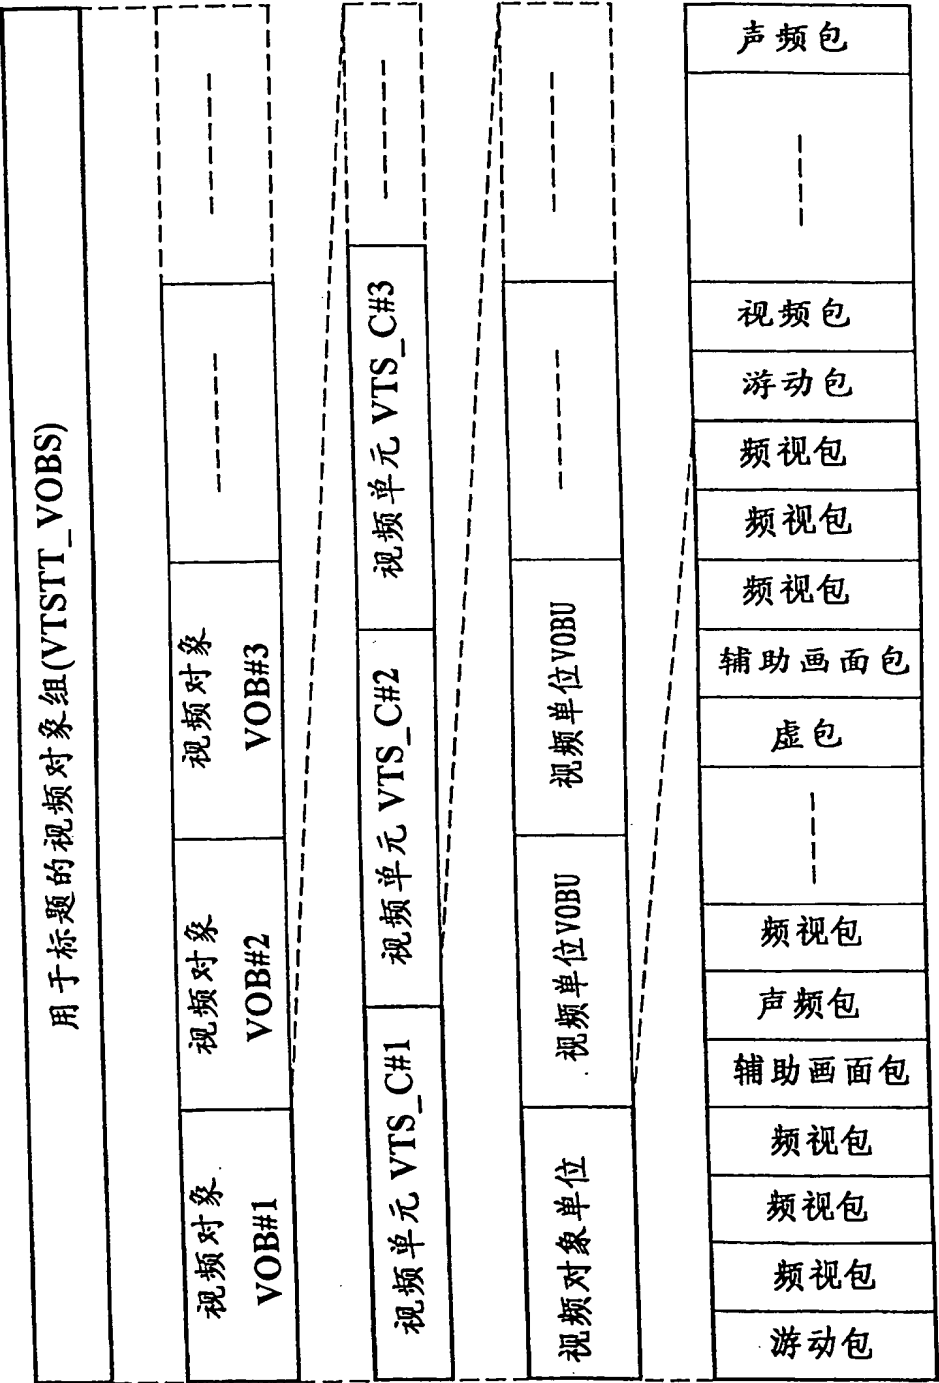 用于标题的视频对象组(VTSTT_VOBS)
视频对象
VOB#1
视频对象
VOB#2
视频对象
VOB#3
视频单元 VTS_C#1
视频单元 VTS_C#2
视频单元 VTS_C#3
视频对象单位
视频单位VOBU
视频单位VOBU
声频包
视频包
游动包
频视包
频视包
频视包
辅助画面包
虚包
频视包
声频包
辅助画面包
频视包
频视包
频视包
游动包